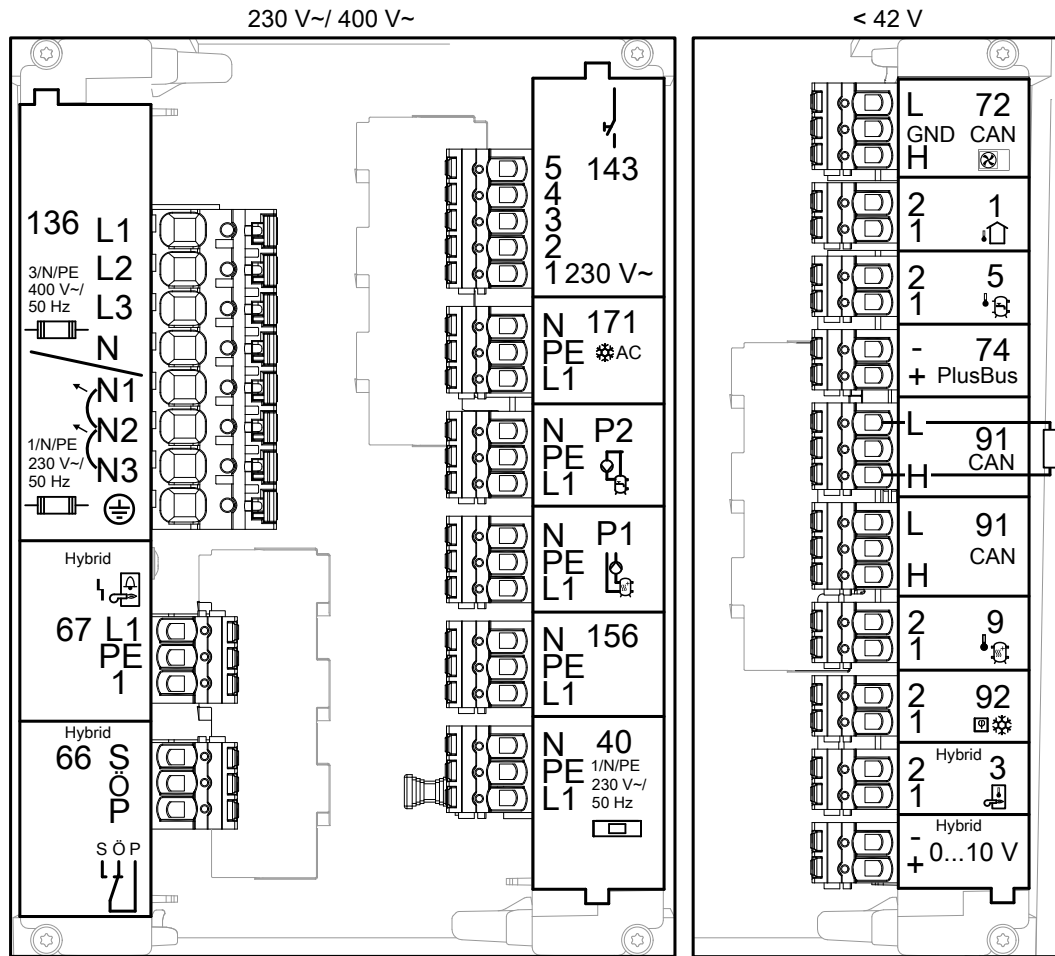 230 V~/ 400 V~
136
L1
L2
L3
3/N/PE
400 V~/
50 Hz
N
N1
N2
N3
1/N/PE
230 V~/
50 Hz
Hybrid
67 L1
PE
1
Hybrid
66 S
Ö
P
S Ö P
5 143
4
3
2
1 230 V~
N 171
PE AC
L1
N P2
PE
L1
N P1
PE
L1
N 156
PE
L1
N 40
PE 1/N/PE
L1 230 V~/
50 Hz
< 42 V
L 72
GND CAN
H
2 1
1
2 5
1
- 74
+ PlusBus
L 91
CAN
H
L 91
CAN
H
2 9
1
2 92
1
2 Hybrid 3
1
Hybrid
-
+ 0...10 V